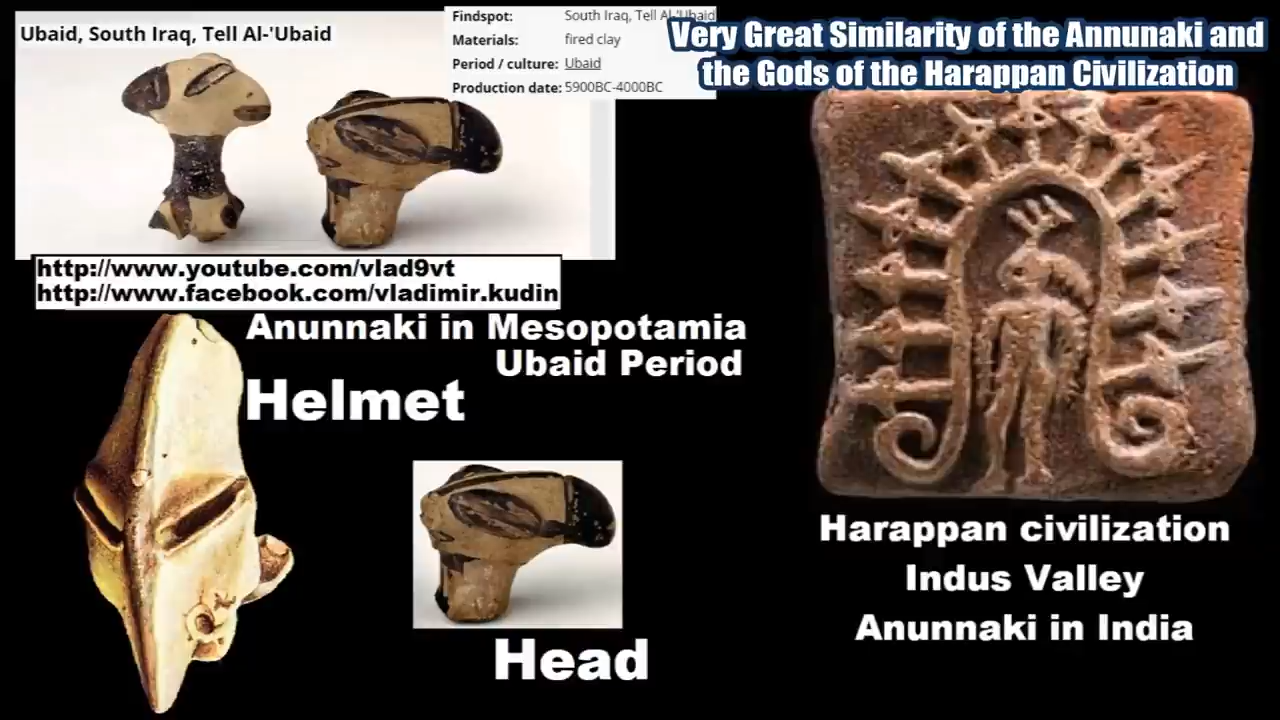 Ubaid, South Iraq, Tell Al-'Ubaid
Findspot: South Iraq, Tell Al-'Ubaid
Materials: fired clay
Period / culture: Ubaid
Production date: 5900BC-4000BC
Very Great Similarity of the Annunaki and
the Gods of the Harappan Civilization
http://www.youtube.com/vlad9vt
http://www.facebook.com/vladimir.kudin
Anunnaki in Mesopotamia
Ubaid Period
Helmet
Head
Harappan civilization
Indus Valley
Anunnaki in India